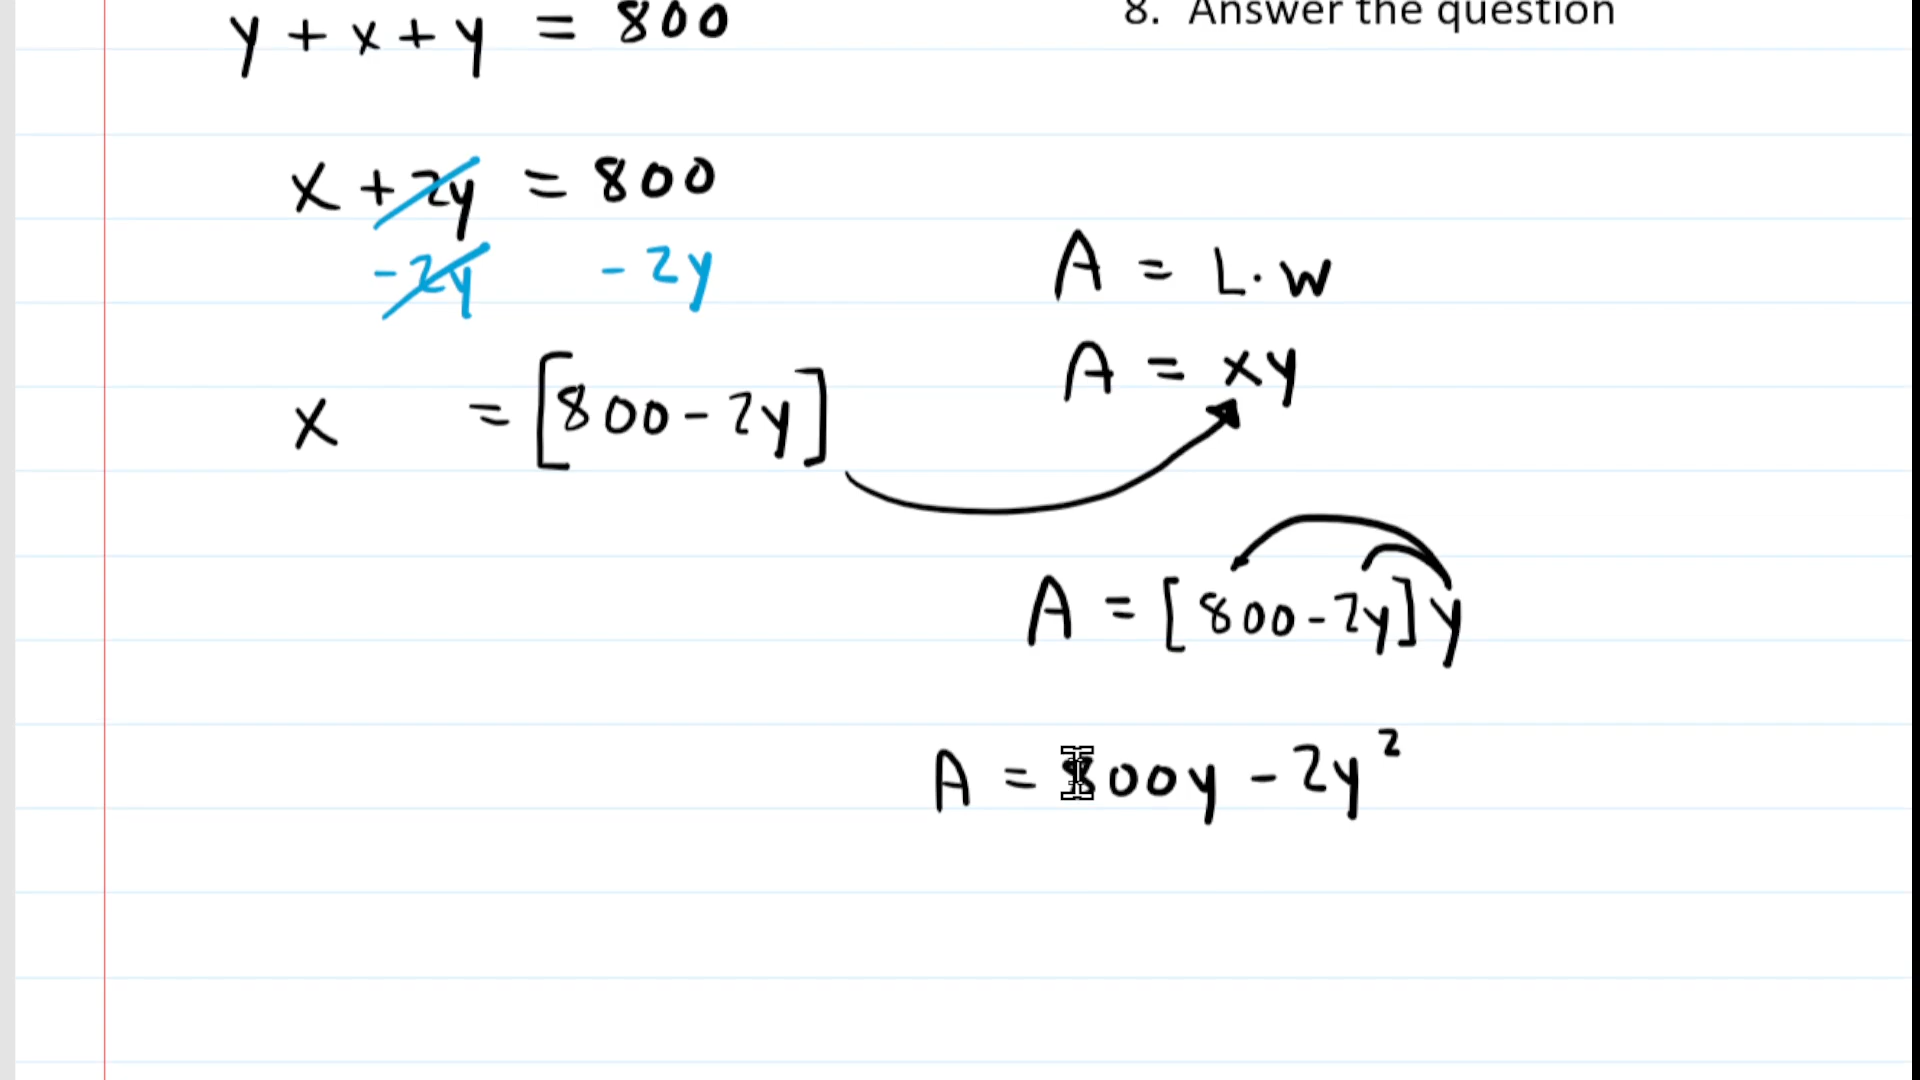 y + x + y = 800
8. Answer the question
x + 2y = 800
- 2y - 2y
x = [800 - 2y]
A = L · W
A = xy
A = [800 - 2y] y
A = 800y - 2y²